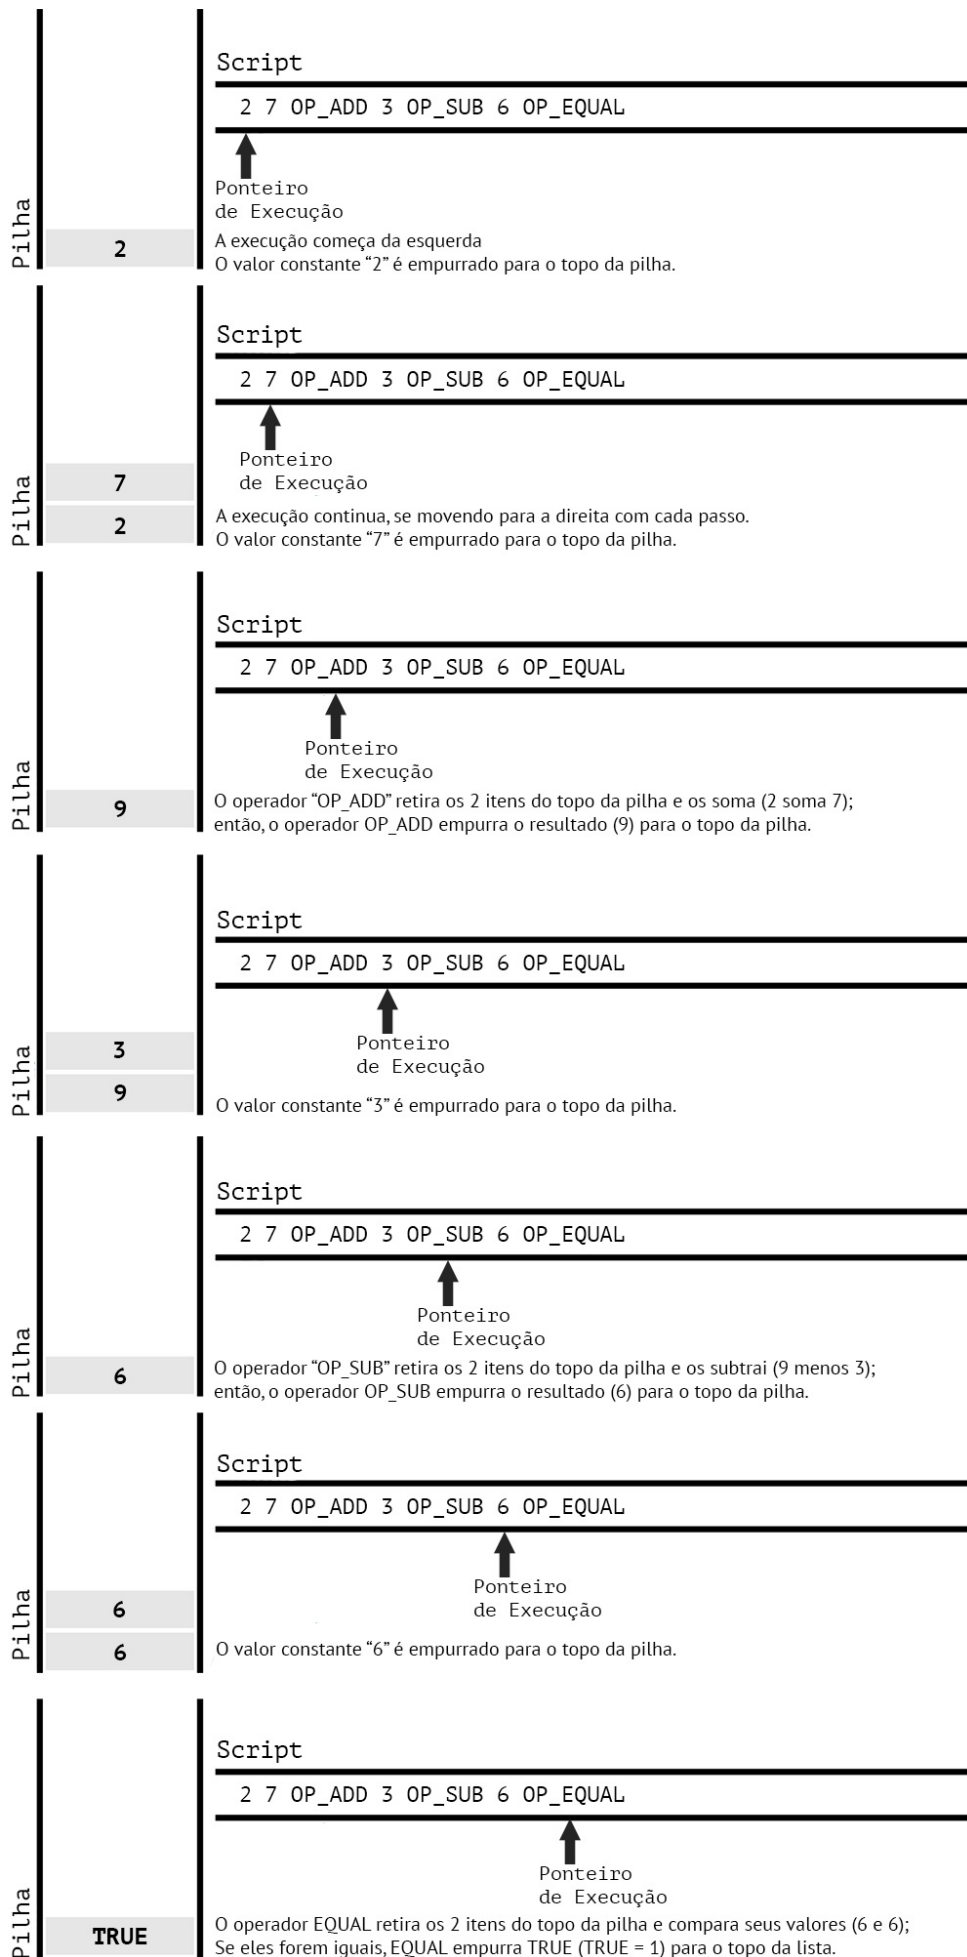 Script
2 7 OP_ADD 3 OP_SUB 6 OP_EQUAL
Ponteiro
de Execução
Pilha
2
A execução começa da esquerda
O valor constante “2” é empurrado para o topo da pilha.
Script
2 7 OP_ADD 3 OP_SUB 6 OP_EQUAL
Ponteiro
de Execução
Pilha
7
2
A execução continua, se movendo para a direita com cada passo.
O valor constante “7” é empurrado para o topo da pilha.
Script
2 7 OP_ADD 3 OP_SUB 6 OP_EQUAL
Ponteiro
de Execução
Pilha
9
O operador “OP_ADD” retira os 2 itens do topo da pilha e os soma (2 soma 7);
então, o operador OP_ADD empurra o resultado (9) para o topo da pilha.
Script
2 7 OP_ADD 3 OP_SUB 6 OP_EQUAL
Ponteiro
de Execução
Pilha
3
9
O valor constante “3” é empurrado para o topo da pilha.
Script
2 7 OP_ADD 3 OP_SUB 6 OP_EQUAL
Ponteiro
de Execução
Pilha
6
O operador “OP_SUB” retira os 2 itens do topo da pilha e os subtrai (9 menos 3);
então, o operador OP_SUB empurra o resultado (6) para o topo da pilha.
Script
2 7 OP_ADD 3 OP_SUB 6 OP_EQUAL
Ponteiro
de Execução
Pilha
6
6
O valor constante “6” é empurrado para o topo da pilha.
Script
2 7 OP_ADD 3 OP_SUB 6 OP_EQUAL
Ponteiro
de Execução
Pilha
TRUE
O operador EQUAL retira os 2 itens do topo da pilha e compara seus valores (6 e 6);
Se eles forem iguais, EQUAL empurra TRUE (TRUE = 1) para o topo da lista.